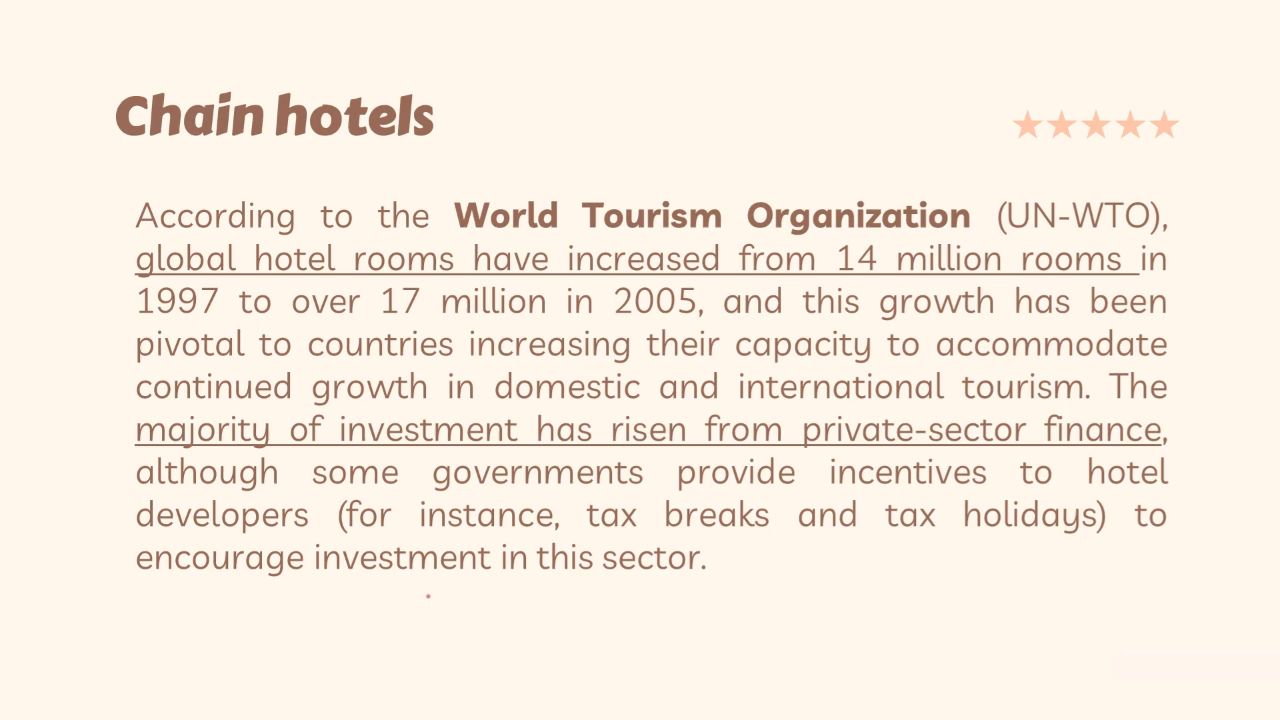 Chain hotels
According to the World Tourism Organization (UN-WTO),
global hotel rooms have increased from 14 million rooms in
1997 to over 17 million in 2005, and this growth has been
pivotal to countries increasing their capacity to accommodate
continued growth in domestic and international tourism. The
majority of investment has risen from private-sector finance,
although some governments provide incentives to hotel
developers (for instance, tax breaks and tax holidays) to
encourage investment in this sector.